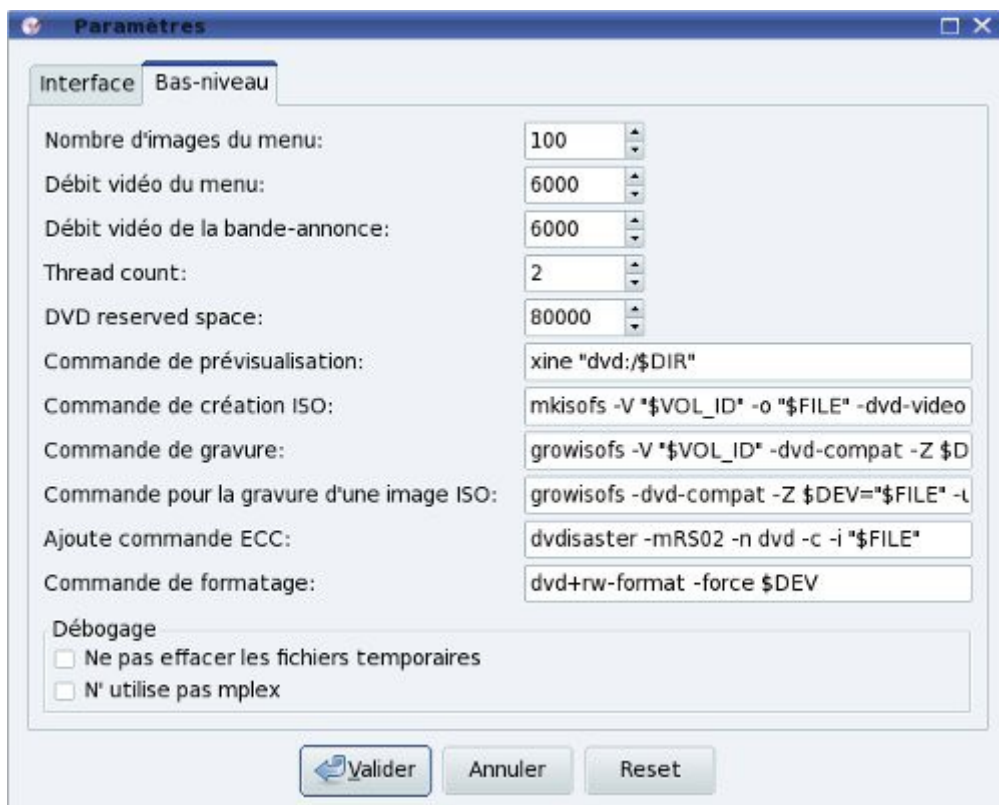 Paramètres
Interface Bas-niveau
Nombre d'images du menu: 100
Débit vidéo du menu: 6000
Débit vidéo de la bande-annonce: 6000
Thread count: 2
DVD reserved space: 80000
Commande de prévisualisation: xine "dvd:/$DIR"
Commande de création ISO: mkisofs -V "$VOL_ID" -o "$FILE" -dvd-video
Commande de gravure: growisofs -V "$VOL_ID" -dvd-compat -Z $D
Commande pour la gravure d'une image ISO: growisofs -dvd-compat -Z $DEV="$FILE" -u
Ajoute commande ECC: dvdisaster -mRS02 -n dvd -c -i "$FILE"
Commande de formatage: dvd+rw-format -force $DEV
Débogage
Ne pas effacer les fichiers temporaires
N' utilise pas mplex
Valider Annuler Reset